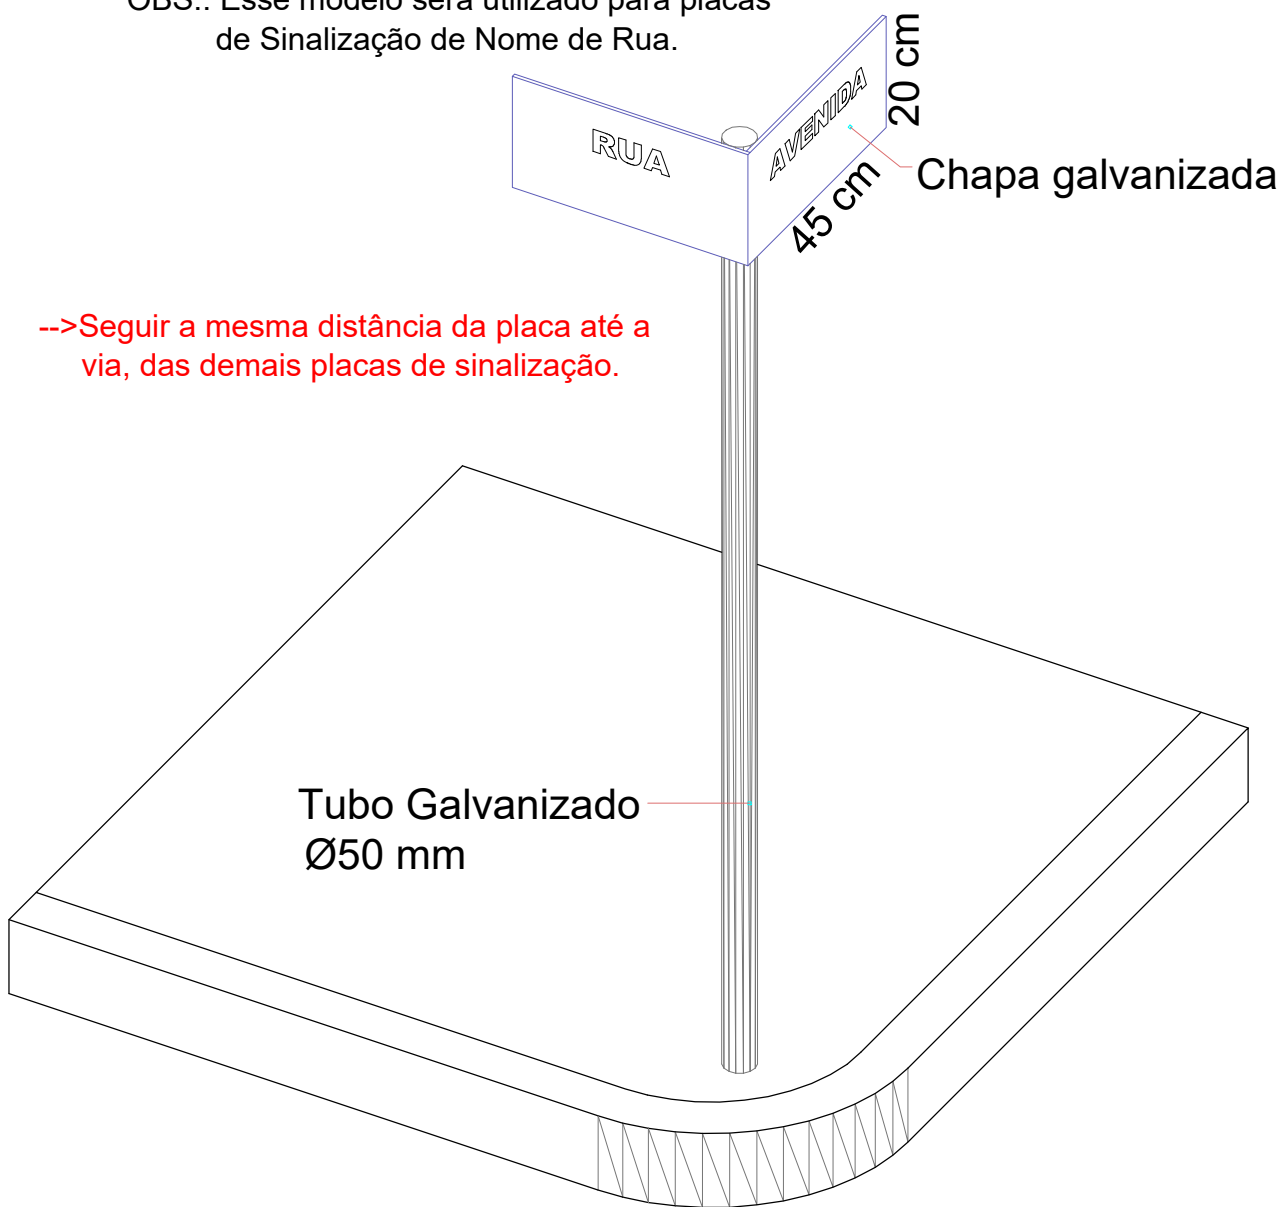 OBS.: Esse modelo será utilizado para placas
de Sinalização de Nome de Rua.
20 cm
RUA
AVENIDA
Chapa galvanizada
45 cm
-->Seguir a mesma distância da placa até a
via, das demais placas de sinalização.
Tubo Galvanizado
Ø50 mm